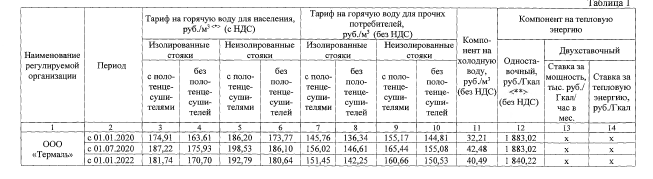 Таблица 1
Наименование регулируемой организации
Период
Тариф на горячую воду для населения, руб./м³ <*> (с НДС)
Тариф на горячую воду для прочих потребителей, руб./м³ (без НДС)
Компонент на холодную воду, руб./м³ (без НДС)
Компонент на тепловую энергию
Изолированные стояки
Неизолированные стояки
Изолированные стояки
Неизолированные стояки
Одноставочный, руб./Гкал <**> (без НДС)
Двухставочный
с полотенцесушителями
без полотенцесушителей
с полотенцесушителями
без полотенцесушителей
с полотенцесушителями
без полотенцесушителей
с полотенцесушителями
без полотенцесушителей
Ставка за мощность, тыс. руб./Гкал/час в мес.
Ставка за тепловую энергию, руб./Гкал
1 2 3 4 5 6 7 8 9 10 11 12 13 14
ООО «Термаль»
с 01.01.2020 174,91 163,61 186,20 173,77 145,76 136,34 155,17 144,81 32,21 1 883,02 х х
с 01.07.2020 187,22 175,93 198,53 186,10 156,02 146,61 165,44 155,08 42,48 1 883,02 х х
с 01.01.2022 181,74 170,70 192,79 180,64 151,45 142,25 160,66 150,53 40,49 1 840,22 х х